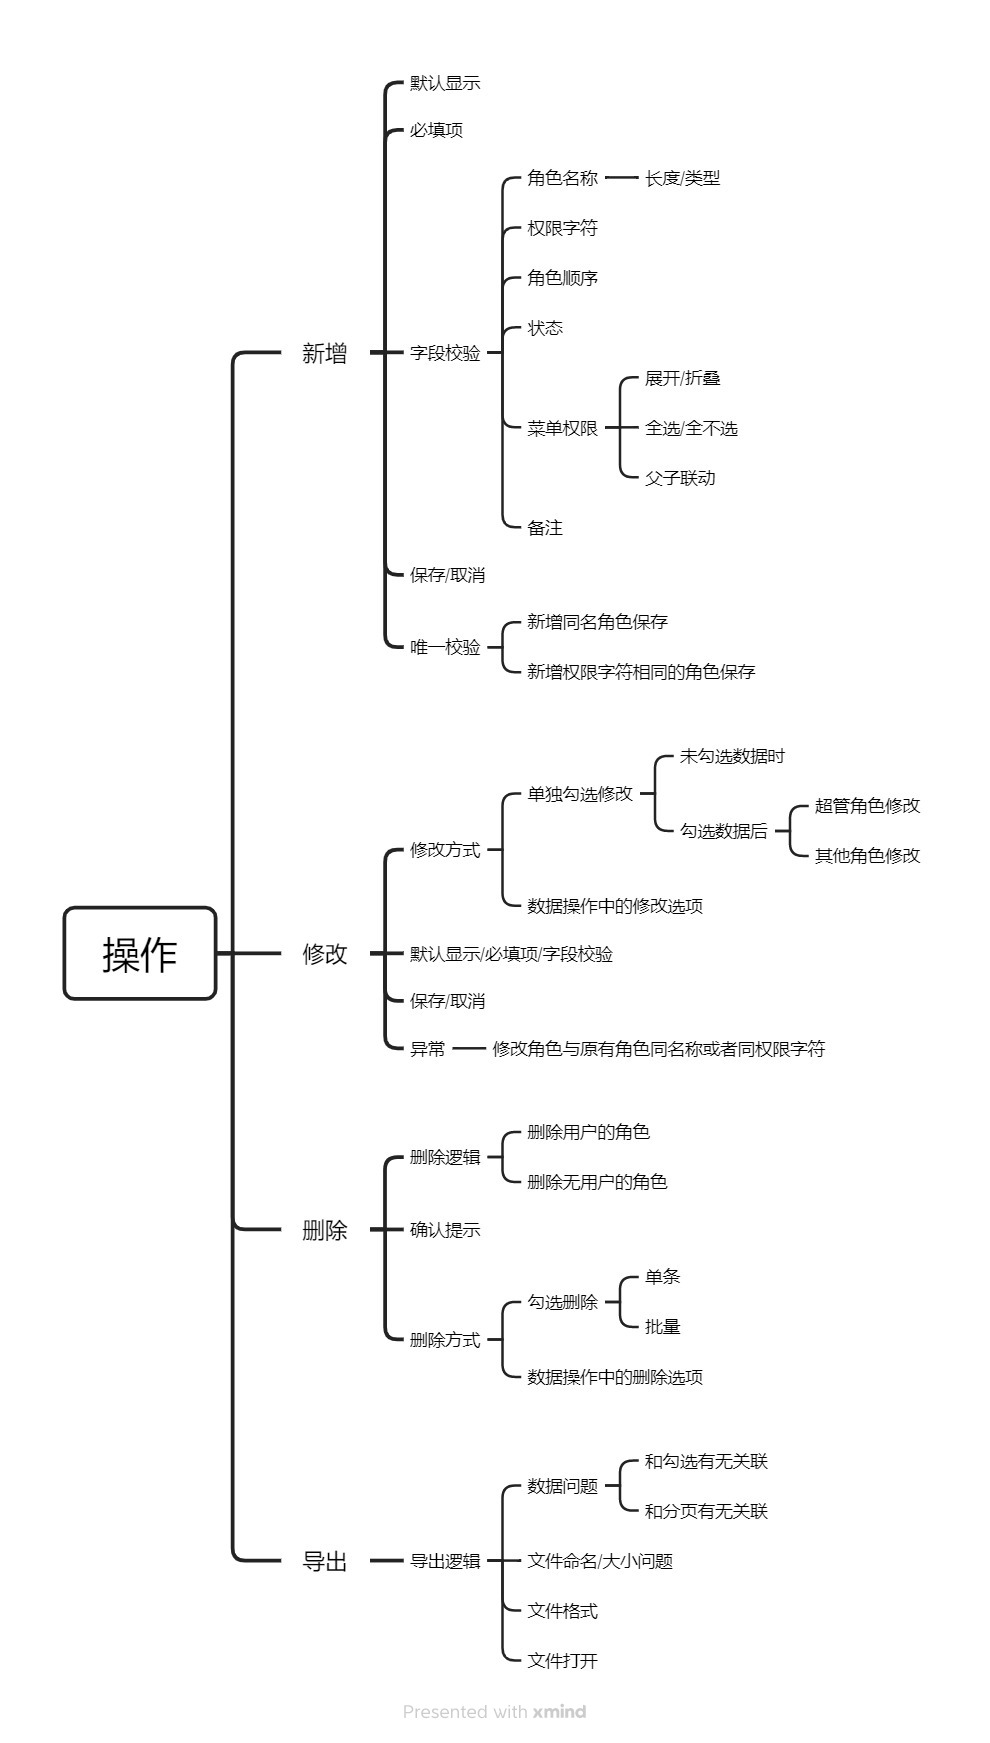 默认显示
必填项
角色名称
长度/类型
权限字符
角色顺序
状态
新增
字段校验
展开/折叠
菜单权限
全选/全不选
父子联动
备注
保存/取消
新增同名角色保存
唯一校验
新增权限字符相同的角色保存
未勾选数据时
单独勾选修改
超管角色修改
勾选数据后
修改方式
其他角色修改
数据操作中的修改选项
操作
修改
默认显示/必填项/字段校验
保存/取消
异常
修改角色与原有角色同名称或者同权限字符
删除用户的角色
删除逻辑
删除无用户的角色
删除
确认提示
单条
勾选删除
批量
删除方式
数据操作中的删除选项
和勾选有无关联
数据问题
和分页有无关联
导出
导出逻辑
文件命名/大小问题
文件格式
文件打开
Presented with xmind